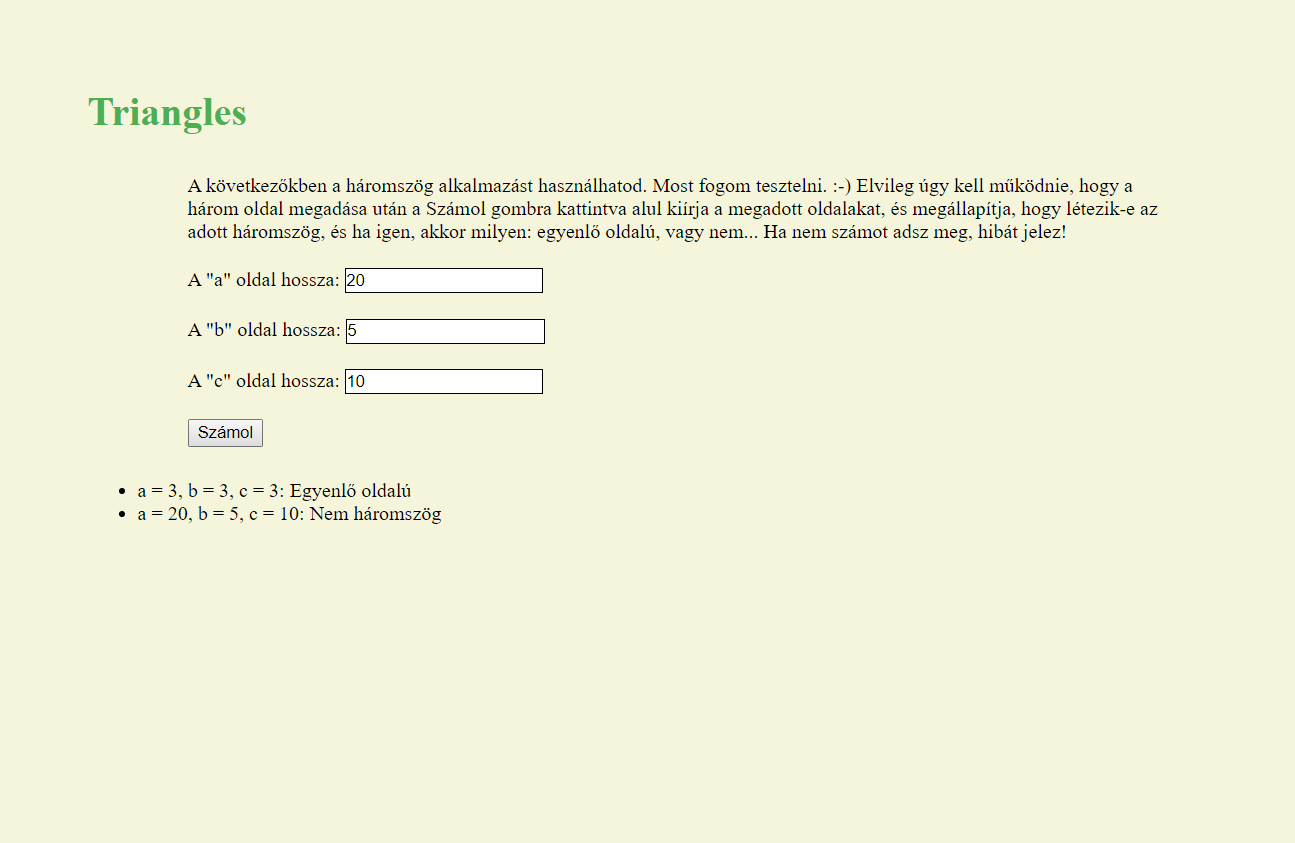 Triangles
A következőkben a háromszög alkalmazást használhatod. Most fogom tesztelni. :-) Elvileg úgy kell működnie, hogy a
három oldal megadása után a Számol gombra kattintva alul kiírja a megadott oldalakat, és megállapítja, hogy létezik-e az
adott háromszög, és ha igen, akkor milyen: egyenlő oldalú, vagy nem... Ha nem számot adsz meg, hibát jelez!
A "a" oldal hossza: 20
A "b" oldal hossza: 5
A "c" oldal hossza: 10
Számol
• a = 3, b = 3, c = 3: Egyenlő oldalú
• a = 20, b = 5, c = 10: Nem háromszög